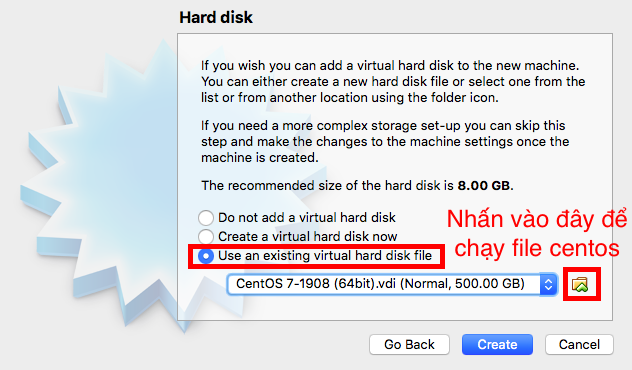 Hard disk
If you wish you can add a virtual hard disk to the new machine.
You can either create a new hard disk file or select one from the
list or from another location using the folder icon.
If you need a more complex storage set-up you can skip this
step and make the changes to the machine settings once the
machine is created.
The recommended size of the hard disk is 8.00 GB.
Do not add a virtual hard disk
Create a virtual hard disk now
Use an existing virtual hard disk file
Nhấn vào đây để
chạy file centos
CentOS 7-1908 (64bit).vdi (Normal, 500.00 GB)
Go Back
Create
Cancel